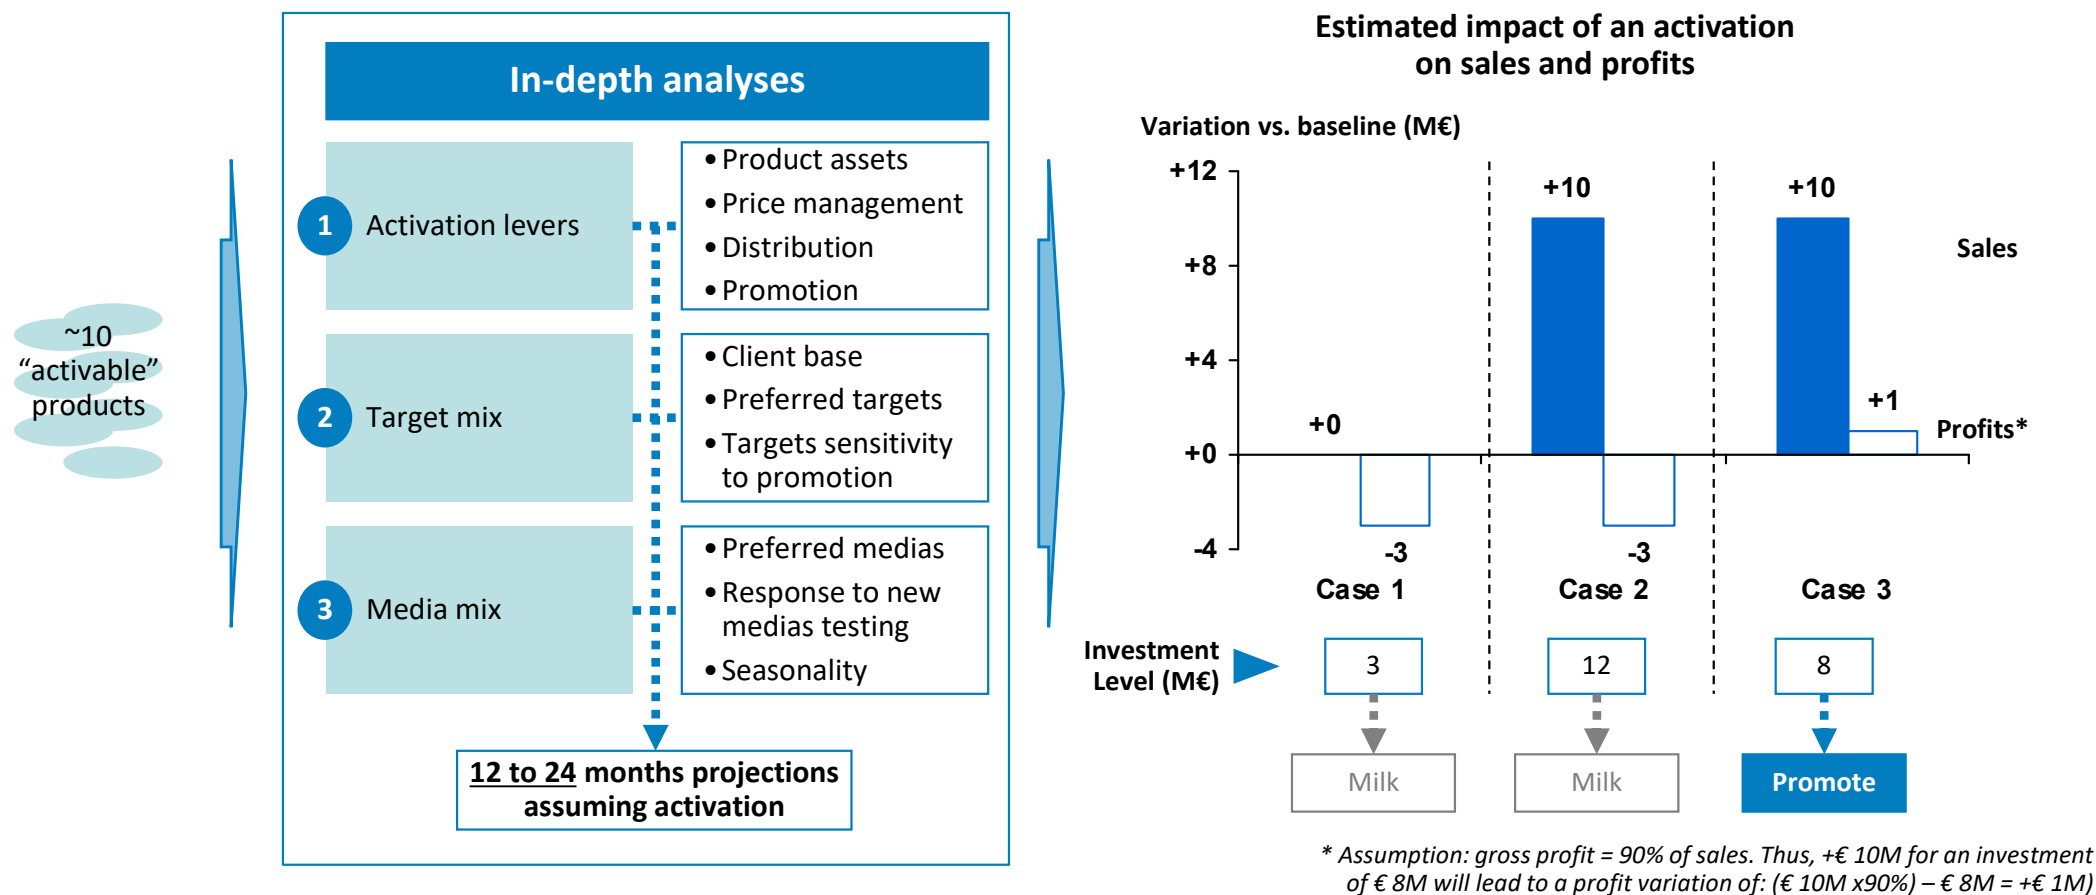 ~10
“activable”
products
In-depth analyses
1
Activation levers
• Product assets
• Price management
• Distribution
• Promotion
2
Target mix
• Client base
• Preferred targets
• Targets sensitivity
to promotion
3
Media mix
• Preferred medias
• Response to new
medias testing
• Seasonality
12 to 24 months projections
assuming activation
Estimated impact of an activation
on sales and profits
Variation vs. baseline (M€)
+12
+8
+4
+0
-4
+0
-3
+10
-3
+10
+1
Sales
Profits*
Case 1
Case 2
Case 3
Investment
Level (M€)
3
12
8
Milk
Milk
Promote
* Assumption: gross profit = 90% of sales. Thus, +€ 10M for an investment
of € 8M will lead to a profit variation of: (€ 10M x90%) – € 8M = +€ 1M)